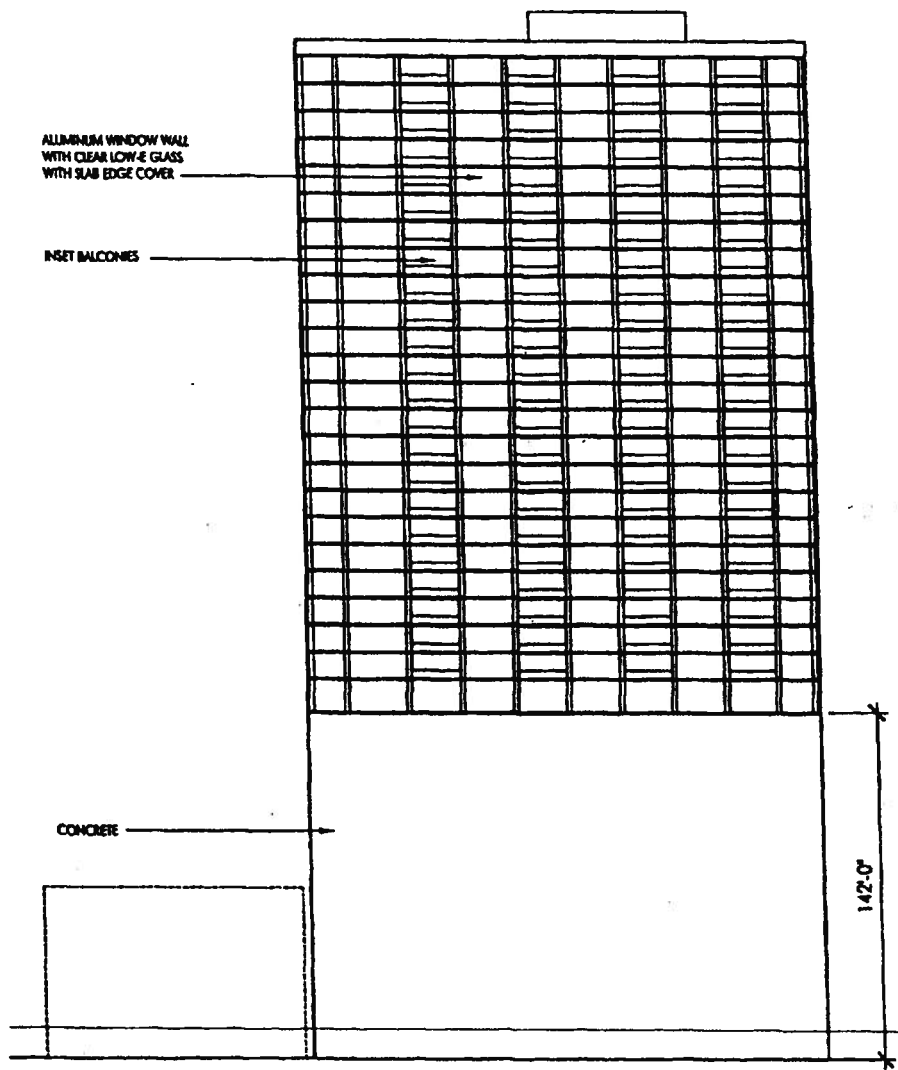 ALUMINUM WINDOW WALL
WITH CLEAR LOW-E GLASS
WITH SLAB EDGE COVER
INSET BALCONIES
CONCRETE
142'-0"